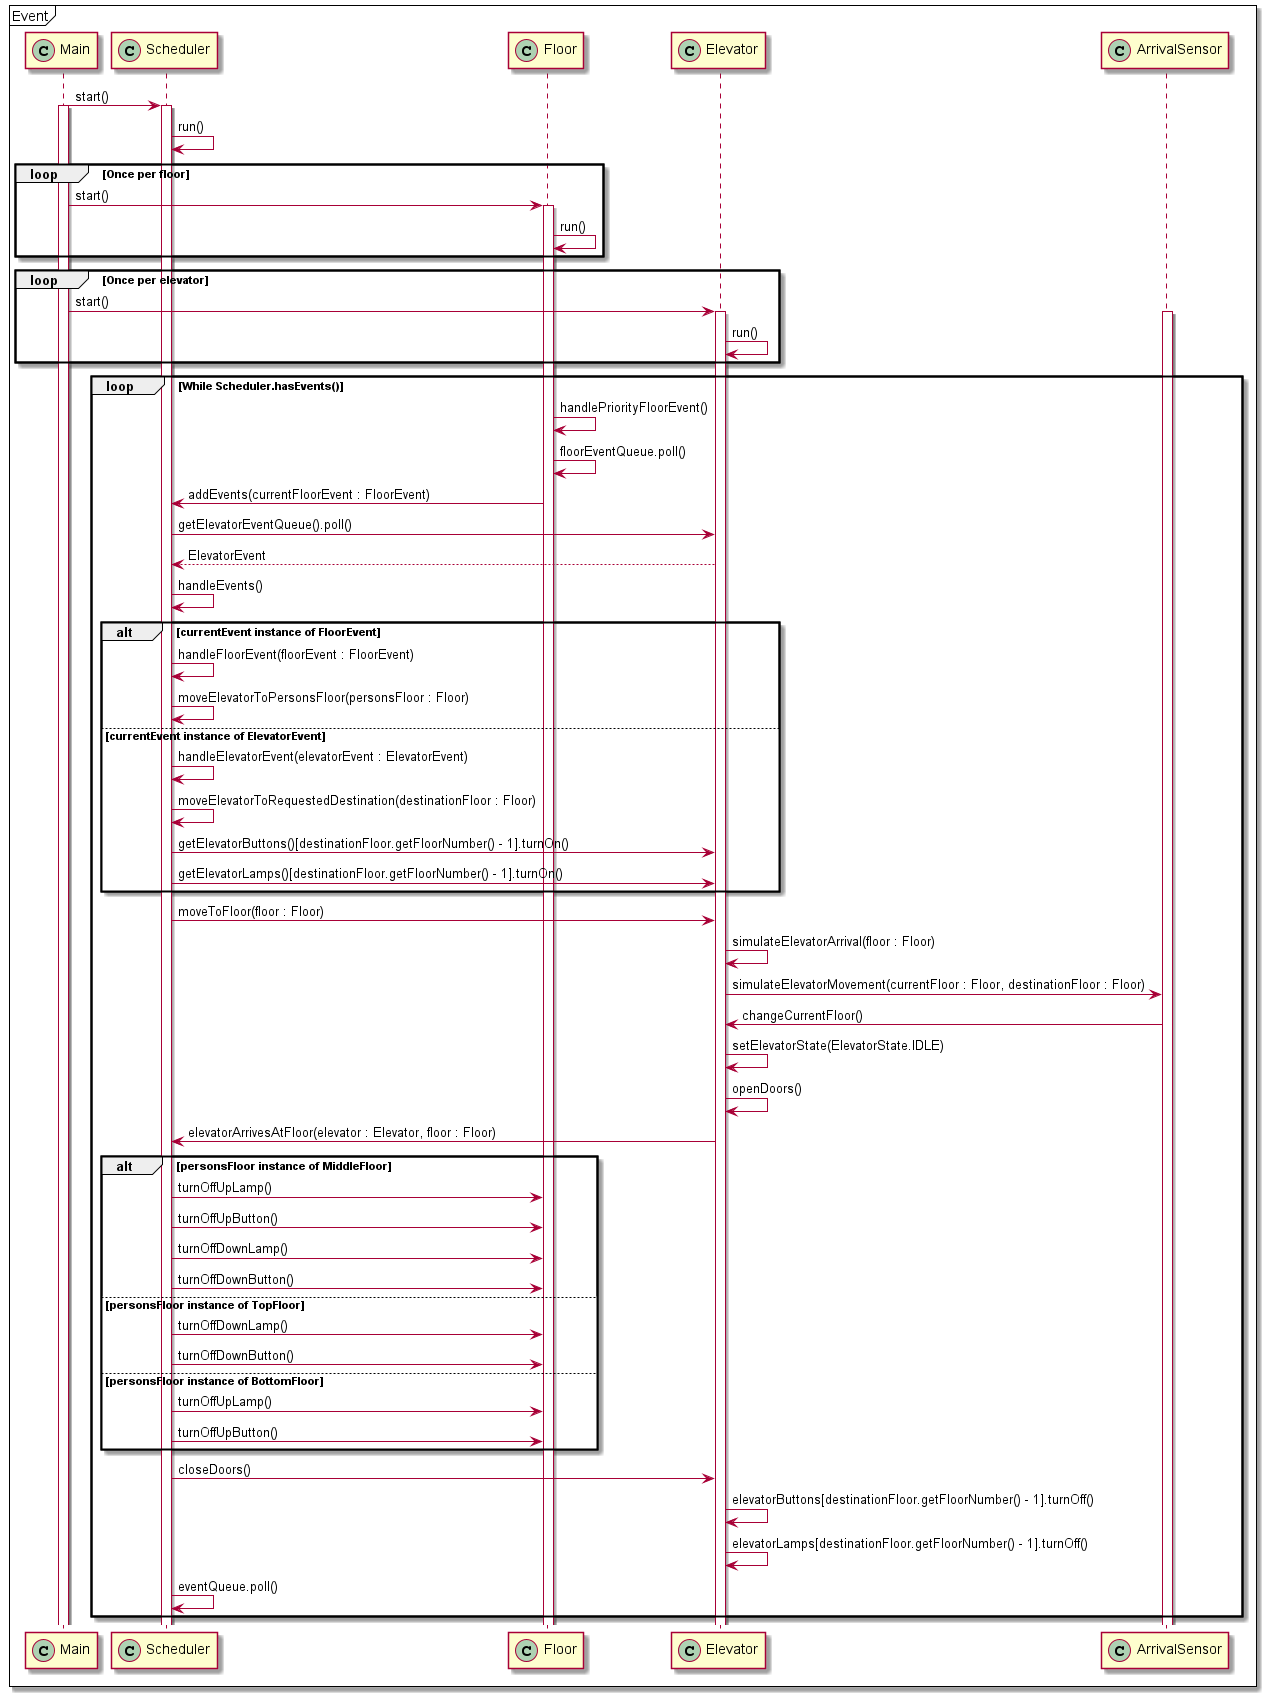 Event
C Main
C Scheduler
C Floor
C Elevator
C ArrivalSensor
start()
run()
loop [Once per floor]
start()
run()
loop [Once per elevator]
start()
run()
loop [While Scheduler.hasEvents()]
handlePriorityFloorEvent()
floorEventQueue.poll()
addEvents(currentFloorEvent : FloorEvent)
getElevatorEventQueue().poll()
ElevatorEvent
handleEvents()
alt [currentEvent instance of FloorEvent]
handleFloorEvent(floorEvent : FloorEvent)
moveElevatorToPersonsFloor(personsFloor : Floor)
[currentEvent instance of ElevatorEvent]
handleElevatorEvent(elevatorEvent : ElevatorEvent)
moveElevatorToRequestedDestination(destinationFloor : Floor)
getElevatorButtons()[destinationFloor.getFloorNumber() - 1].turnOn()
getElevatorLamps()[destinationFloor.getFloorNumber() - 1].turnOn()
moveToFloor(floor : Floor)
simulateElevatorArrival(floor : Floor)
simulateElevatorMovement(currentFloor : Floor, destinationFloor : Floor)
changeCurrentFloor()
setElevatorState(ElevatorState.IDLE)
openDoors()
elevatorArrivesAtFloor(elevator : Elevator, floor : Floor)
alt [personsFloor instance of MiddleFloor]
turnOffUpLamp()
turnOffUpButton()
turnOffDownLamp()
turnOffDownButton()
[personsFloor instance of TopFloor]
turnOffDownLamp()
turnOffDownButton()
[personsFloor instance of BottomFloor]
turnOffUpLamp()
turnOffUpButton()
closeDoors()
elevatorButtons[destinationFloor.getFloorNumber() - 1].turnOff()
elevatorLamps[destinationFloor.getFloorNumber() - 1].turnOff()
eventQueue.poll()
C Main
C Scheduler
C Floor
C Elevator
C ArrivalSensor